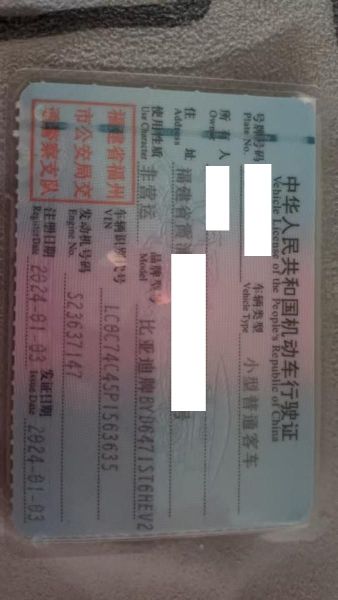 中华人民共和国机动车行驶证
Vehicle License of the People's Republic of China
号牌号码
Plate No.
车辆类型 小型普通客车
Vehicle Type
所有人
Owner
住址 福建省
Address
使用性质 非营运
Use Character
品牌型号 比亚迪牌BYD6471ST6HEV2
Model
福建省福州
市公安局交
通警察支队
车辆识别代号 LC0C74C45P1563635
VIN
发动机号码 S23637147
Engine No.
注册日期 2024-01-03
Register Date
发证日期 2024-01-03
Issue Date